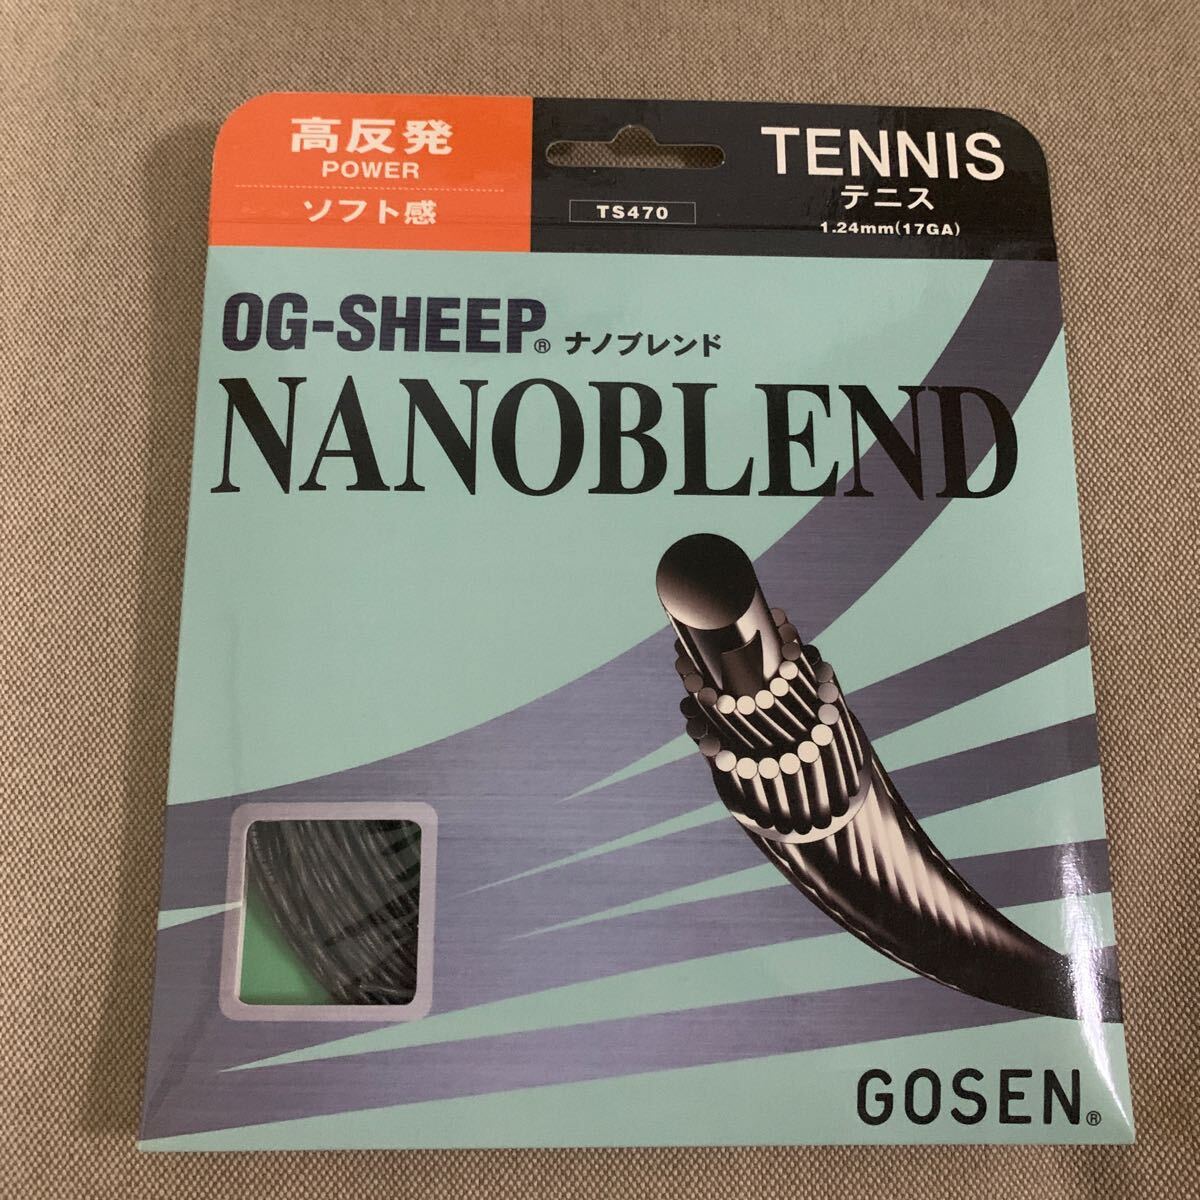 高反発
POWER
ソフト感
TS470
TENNIS
テニス
1.24mm(17GA)
OG-SHEEP® ナノブレンド
NANOBLEND
GOSEN®